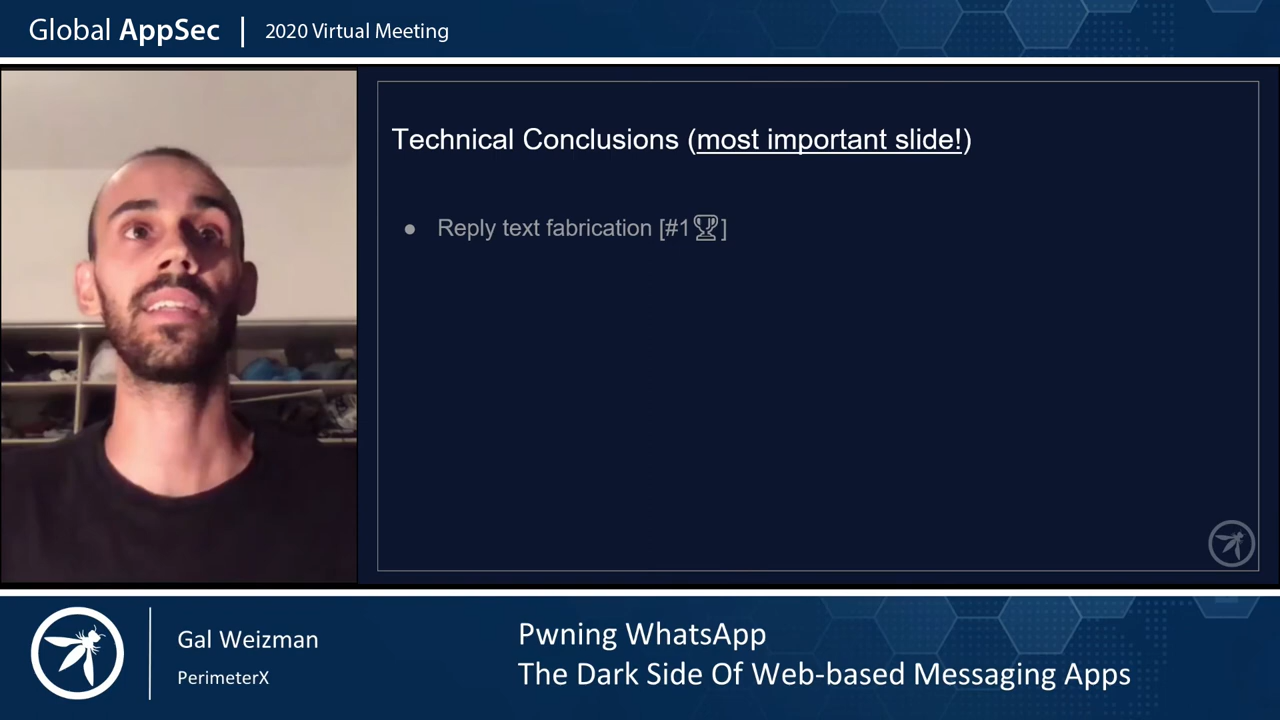 Global AppSec | 2020 Virtual Meeting
Technical Conclusions (most important slide!)
● Reply text fabrication [#1🏆]
Gal Weizman
PerimeterX
Pwning WhatsApp
The Dark Side Of Web-based Messaging Apps